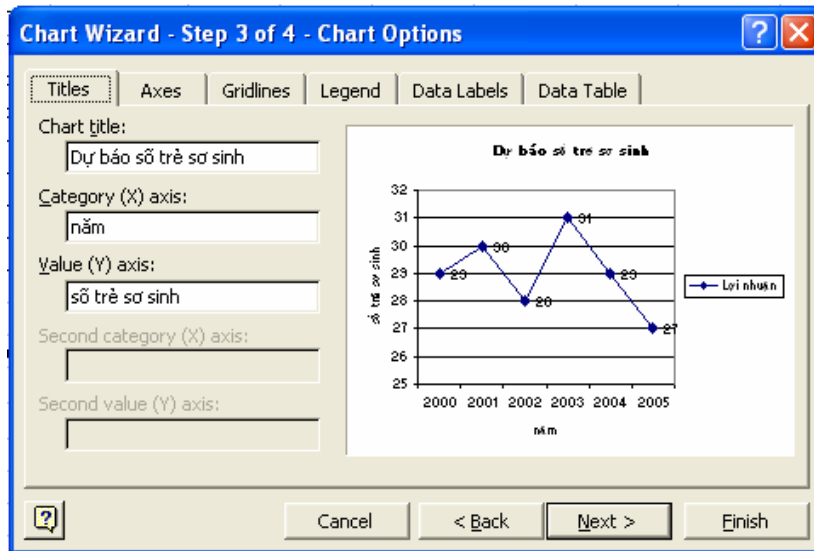 Chart Wizard - Step 3 of 4 - Chart Options
Titles Axes Gridlines Legend Data Labels Data Table
Chart title:
Dự báo số trẻ sơ sinh
Category (X) axis:
năm
Value (Y) axis:
số trẻ sơ sinh
Second category (X) axis:
Second value (Y) axis:
Dự báo số trẻ sơ sinh
32
31
30
29
28
27
26
25
số trẻ sơ sinh
29
30
28
31
29
27
2000 2001 2002 2003 2004 2005
năm
Lợi nhuận
Cancel < Back Next > Finish